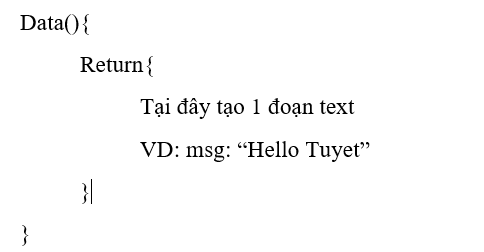 Data(){
Return{
Tại đây tạo 1 đoạn text
VD: msg: “Hello Tuyet”
}
}